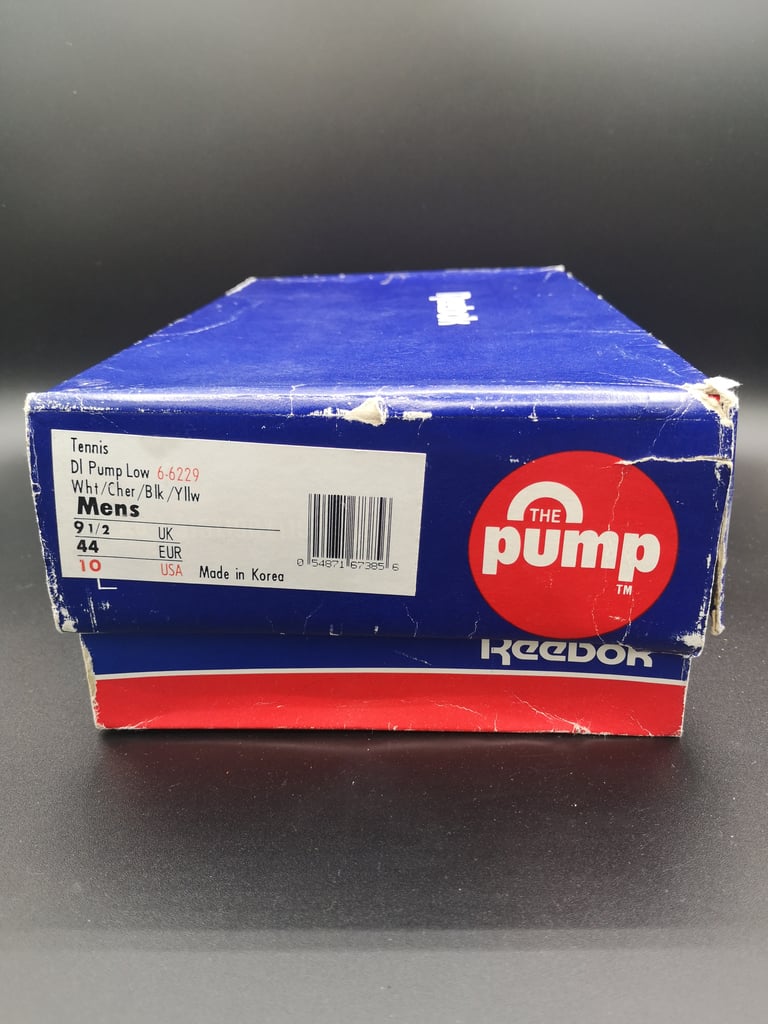 Reebok
Tennis
Dl Pump Low 6-6229
Wht/Cher/Blk/Yllw
Mens
9 1/2 UK
44 EUR
10 USA
Made in Korea
0 54871 67385 6
THE
pump
TM
Reebok